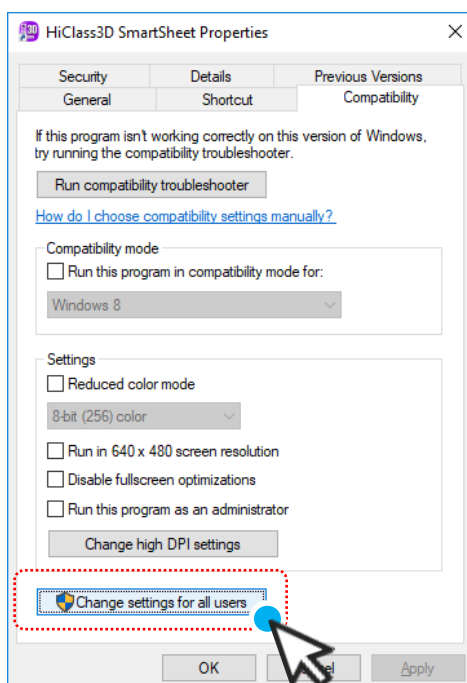 HiClass3D SmartSheet Properties
Security Details Previous Versions
General Shortcut Compatibility
If this program isn't working correctly on this version of Windows,
try running the compatibility troubleshooter.
Run compatibility troubleshooter
How do I choose compatibility settings manually?
Compatibility mode
Run this program in compatibility mode for:
Windows 8
Settings
Reduced color mode
8-bit (256) color
Run in 640 x 480 screen resolution
Disable fullscreen optimizations
Run this program as an administrator
Change high DPI settings
Change settings for all users
OK Apply